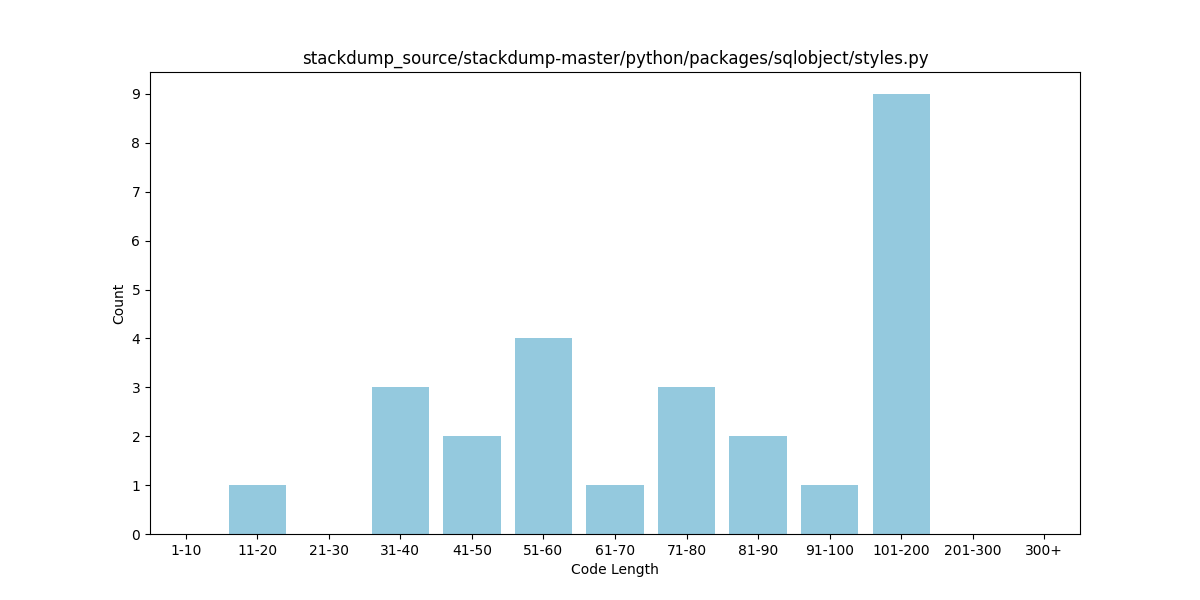 stackdump_source/stackdump-master/python/packages/sqlobject/styles.py
Count
9
8
7
6
5
4
3
2
1
0
1-10 11-20 21-30 31-40 41-50 51-60 61-70 71-80 81-90 91-100 101-200 201-300 300+
Code Length